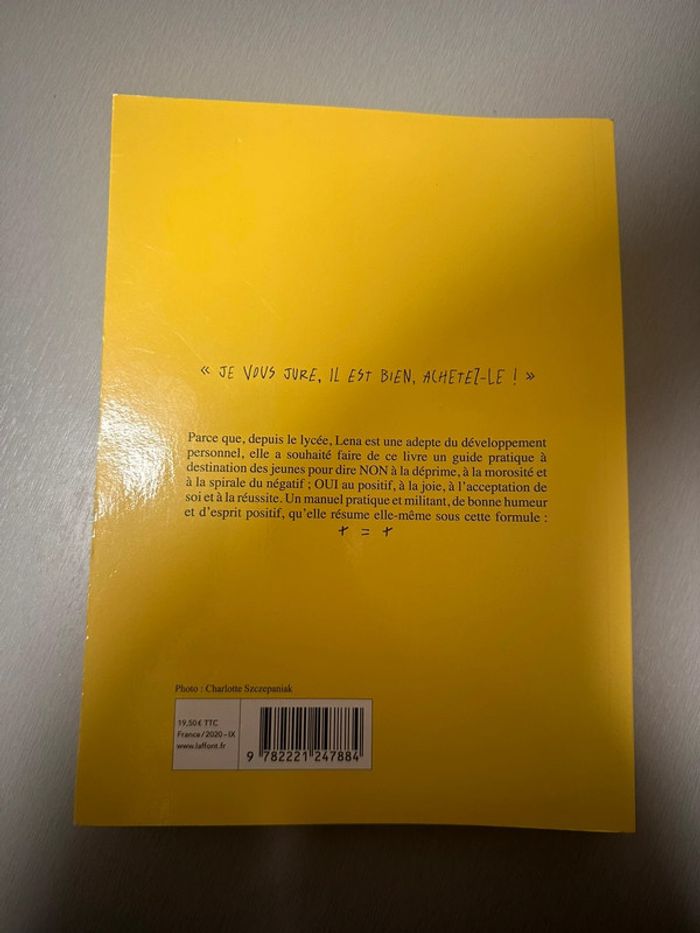 « JE VOUS JURE, IL EST BIEN, ACHETEZ-LE ! »
Parce que, depuis le lycée, Lena est une adepte du développement
personnel, elle a souhaité faire de ce livre un guide pratique à
destination des jeunes pour dire NON à la déprime, à la morosité et
à la spirale du négatif ; OUI au positif, à la joie, à l'acceptation de
soi et à la réussite. Un manuel pratique et militant, de bonne humeur
et d'esprit positif, qu'elle résume elle-même sous cette formule :
+ = +
Photo : Charlotte Szczepaniak
19,50 € TTC
France / 2020 – IX
www.laffont.fr
9 782221 247884